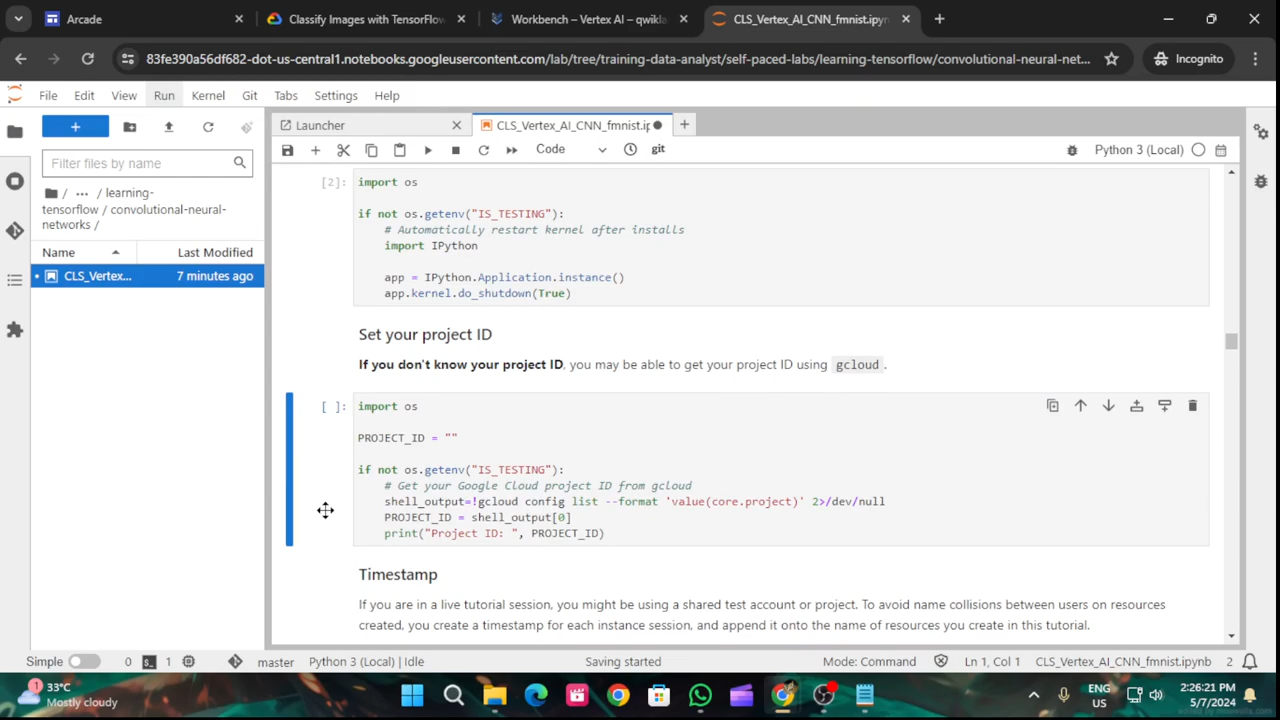 Arcade
Classify Images with TensorFlow
Workbench – Vertex AI – qwikla
CLS_Vertex_AI_CNN_fmnist.ipyn
83fe390a56df682-dot-us-central1.notebooks.googleusercontent.com/lab/tree/training-data-analyst/self-paced-labs/learning-tensorflow/convolutional-neural-net...
Incognito
File Edit View Run Kernel Git Tabs Settings Help
Launcher
CLS_Vertex_AI_CNN_fmnist.ip
Filter files by name
Code
git
Python 3 (Local)
/ ... / learning-
tensorflow / convolutional-neural-
networks /
Name Last Modified
CLS_Vertex... 7 minutes ago
[2]: import os
if not os.getenv("IS_TESTING"):
# Automatically restart kernel after installs
import IPython
app = IPython.Application.instance()
app.kernel.do_shutdown(True)
Set your project ID
If you don't know your project ID, you may be able to get your project ID using gcloud.
[ ]: import os
PROJECT_ID = ""
if not os.getenv("IS_TESTING"):
# Get your Google Cloud project ID from gcloud
shell_output=!gcloud config list --format 'value(core.project)' 2>/dev/null
PROJECT_ID = shell_output[0]
print("Project ID: ", PROJECT_ID)
Timestamp
If you are in a live tutorial session, you might be using a shared test account or project. To avoid name collisions between users on resources
created, you create a timestamp for each instance session, and append it onto the name of resources you create in this tutorial.
Simple 0 1 master Python 3 (Local) | Idle Saving started Mode: Command Ln 1, Col 1 CLS_Vertex_AI_CNN_fmnist.ipynb 2
1
33°C
Mostly cloudy
ENG
US
2:26:21 PM
5/7/2024